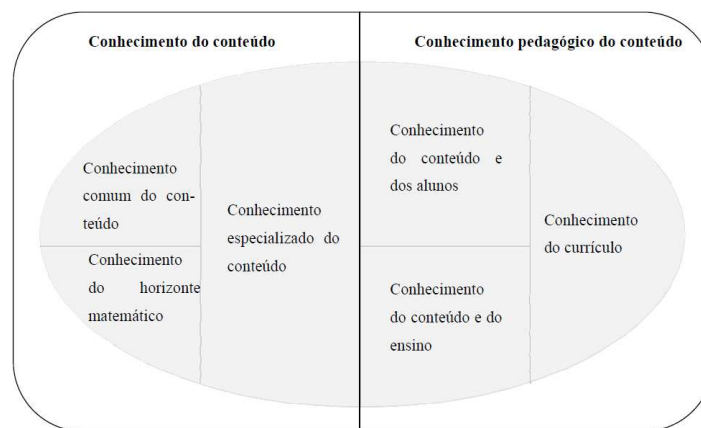 Conhecimento do conteúdo
Conhecimento pedagógico do conteúdo
Conhecimento
comum do con-
teúdo
Conhecimento
do horizonte
matemático
Conhecimento
especializado do
conteúdo
Conhecimento
do conteúdo e
dos alunos
Conhecimento
do conteúdo e do
ensino
Conhecimento
do currículo